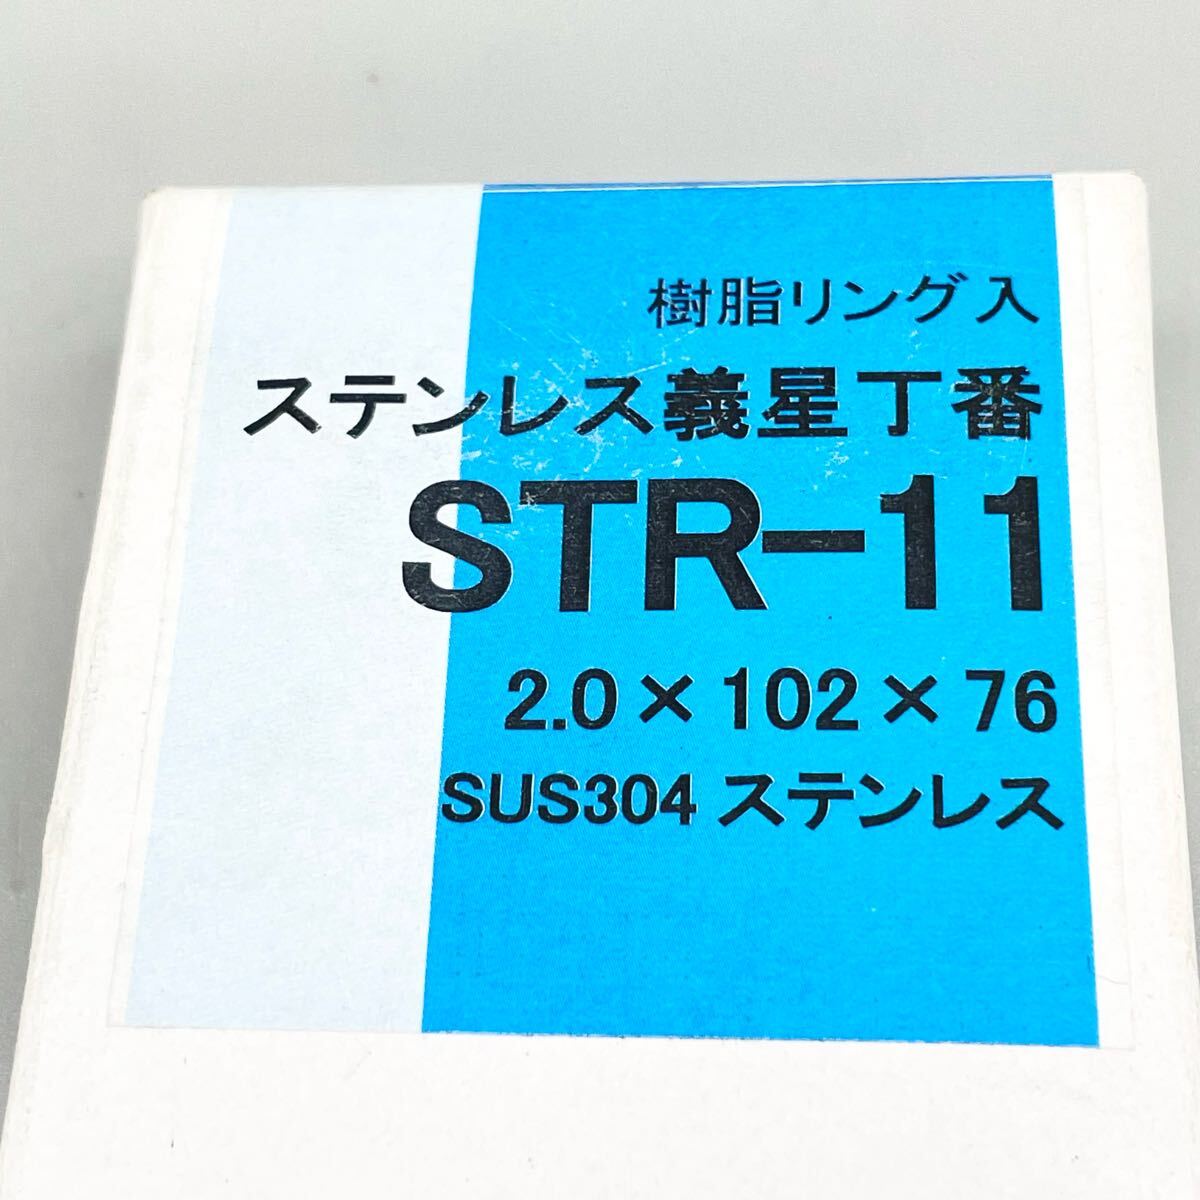 樹脂リング入
ステンレス義星丁番
STR-11
2.0×102×76
SUS304 ステンレス